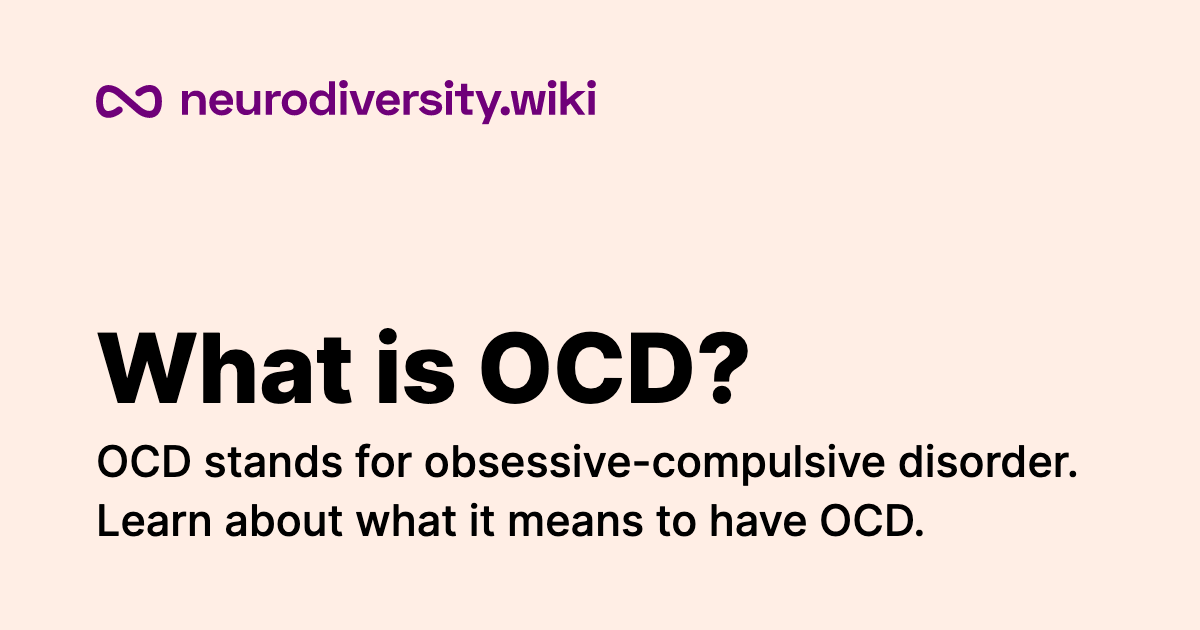 neurodiversity.wiki
What is OCD?
OCD stands for obsessive-compulsive disorder.
Learn about what it means to have OCD.